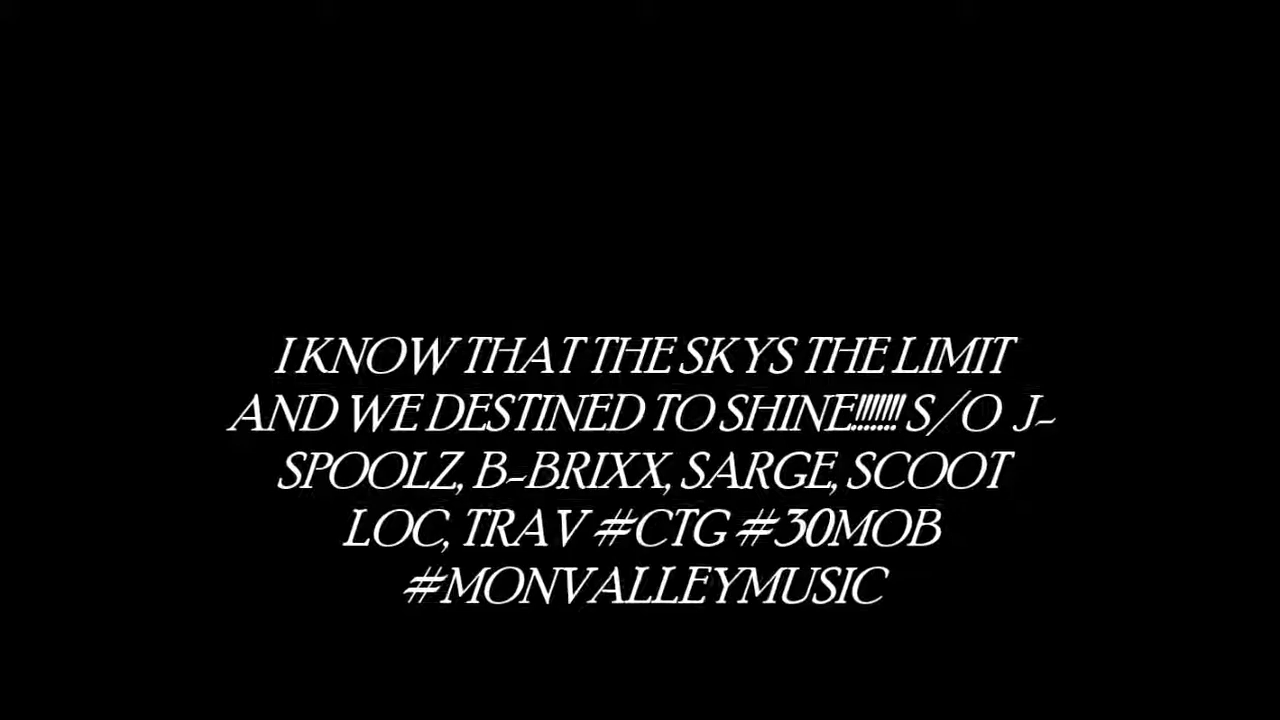 I KNOW THAT THE SKYS THE LIMIT
AND WE DESTINED TO SHINE!!!!!!! S/O J-
SPOOLZ, B-BRIXX, SARGE, SCOOT
LOC, TRAV #CTG #30MOB
#MONVALLEYMUSIC